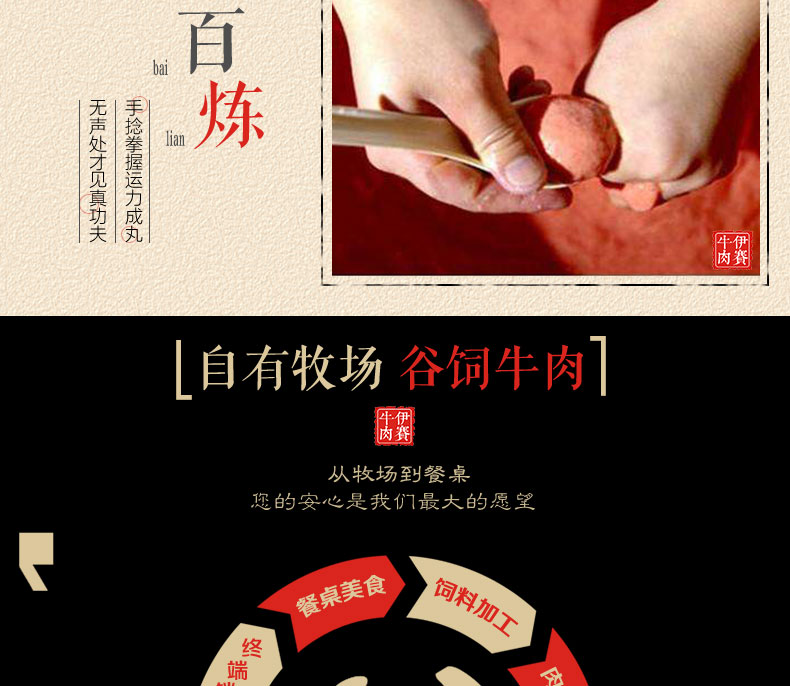 百
bai
炼
lian
手捻拳握运力成丸
无声处才见真功夫
伊赛
牛肉
自有牧场 谷饲牛肉
伊赛
牛肉
从牧场到餐桌
您的安心是我们最大的愿望
餐桌美食
饲料加工
终端
肉